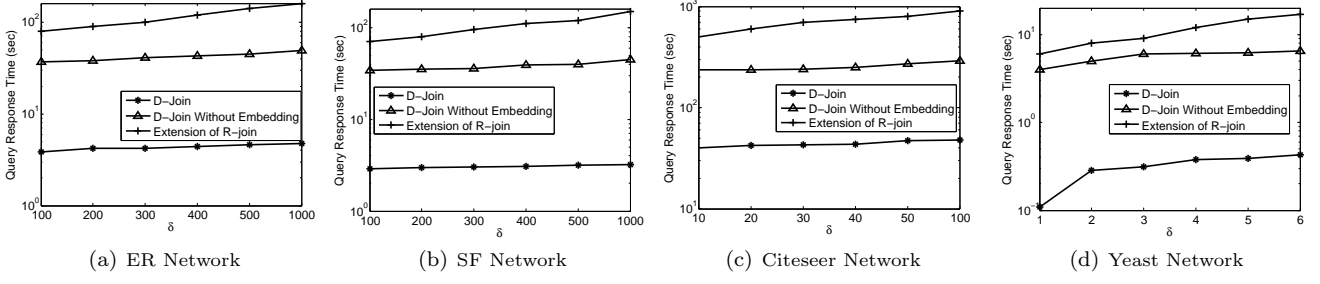 Query Response Time (sec)
10^2
10^1
10^0
100 200 300 400 500 1000
δ
D-Join
D-Join Without Embedding
Extension of R-join
(a) ER Network
Query Response Time (sec)
10^2
10^1
10^0
100 200 300 400 500 1000
δ
D-Join
D-Join Without Embedding
Extension of R-join
(b) SF Network
Query Response Time (sec)
10^3
10^2
10^1
10 20 30 40 50 100
δ
D-Join
D-Join Without Embedding
Extension of R-join
(c) Citeseer Network
Query Response Time (sec)
10^1
10^0
10^-1
1 2 3 4 5 6
δ
D-Join
D-Join Without Embedding
Extension of R-join
(d) Yeast Network